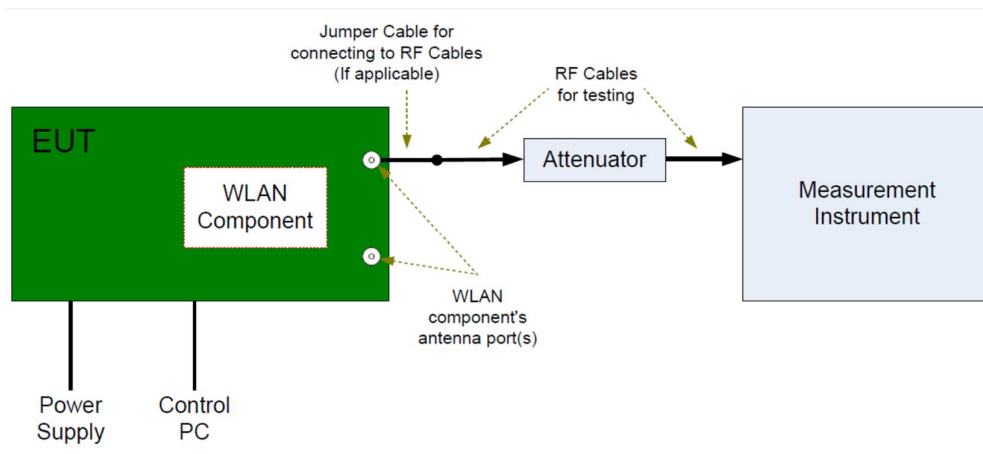 Jumper Cable for
connecting to RF Cables
(If applicable)
RF Cables
for testing
EUT
WLAN
Component
Attenuator
Measurement
Instrument
WLAN
component's
antenna port(s)
Power
Supply
Control
PC